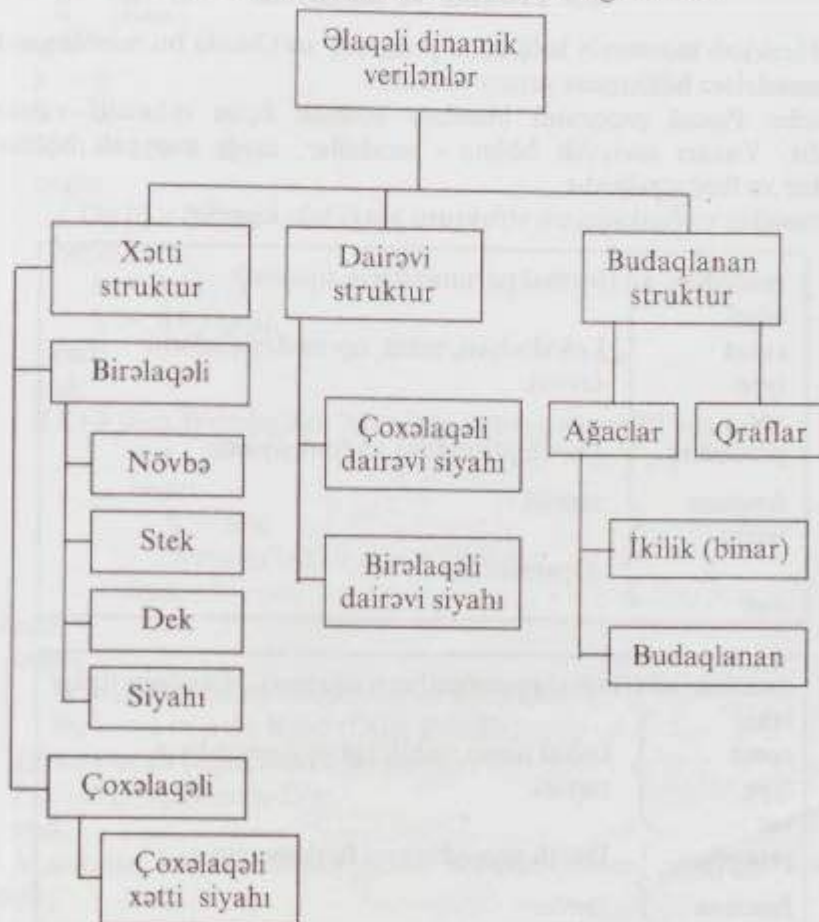 Əlaqəli dinamik
verilənlər
Xətti
struktur
Dairəvi
struktur
Budaqlanan
struktur
Birəlaqəli
Növbə
Stek
Dek
Siyahı
Çoxəlaqəli
Çoxəlaqəli
xətti siyahı
Çoxəlaqəli
dairəvi siyahı
Birəlaqəli
dairəvi siyahı
Ağaclar
Qraflar
İkilik (binar)
Budaqlanan